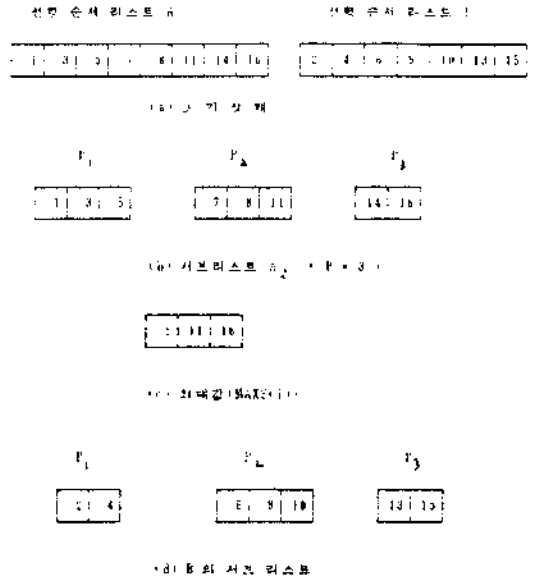 선형 순서 리스트 A 선형 순서 리스트
1 3 5 8 11 14 16 2 4 6 9 10 13 15
(a) 초 기 상 태
P1 P2 P3
1 3 5 7 8 11 14 16
(b) 서브리스트 ( P = 3 )
11 16
(c) 최대값(MAXS(i))
P1 P2 P3
2 4 6 9 10 13 15
(d) B 의 서브 리스트